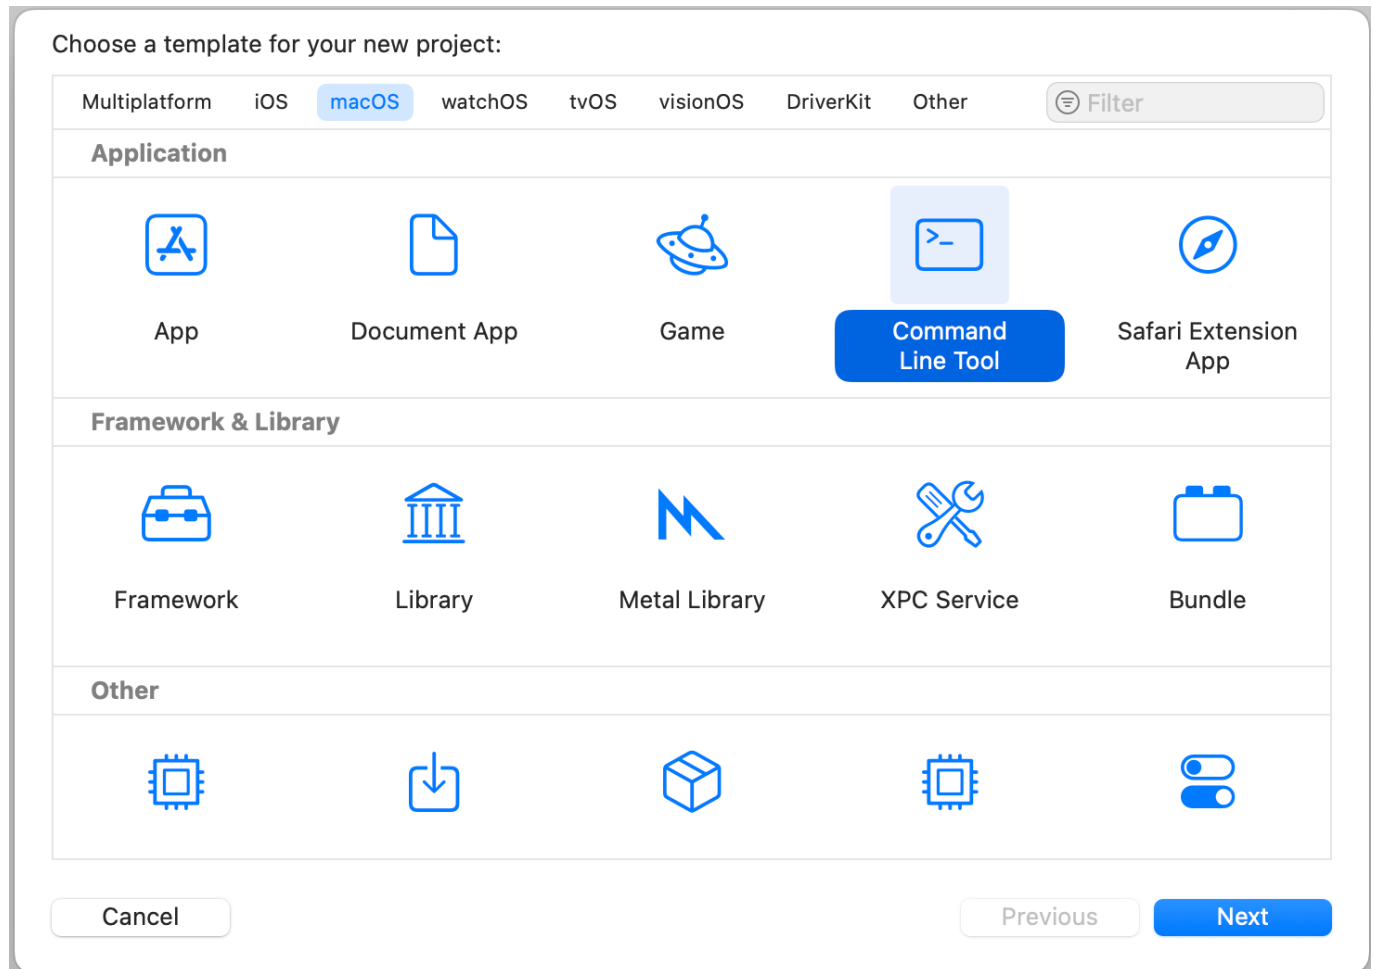 Choose a template for your new project:
Multiplatform iOS macOS watchOS tvOS visionOS DriverKit Other Filter
Application
App Document App Game Command Line Tool Safari Extension App
Framework & Library
Framework Library Metal Library XPC Service Bundle
Other
Cancel Previous Next